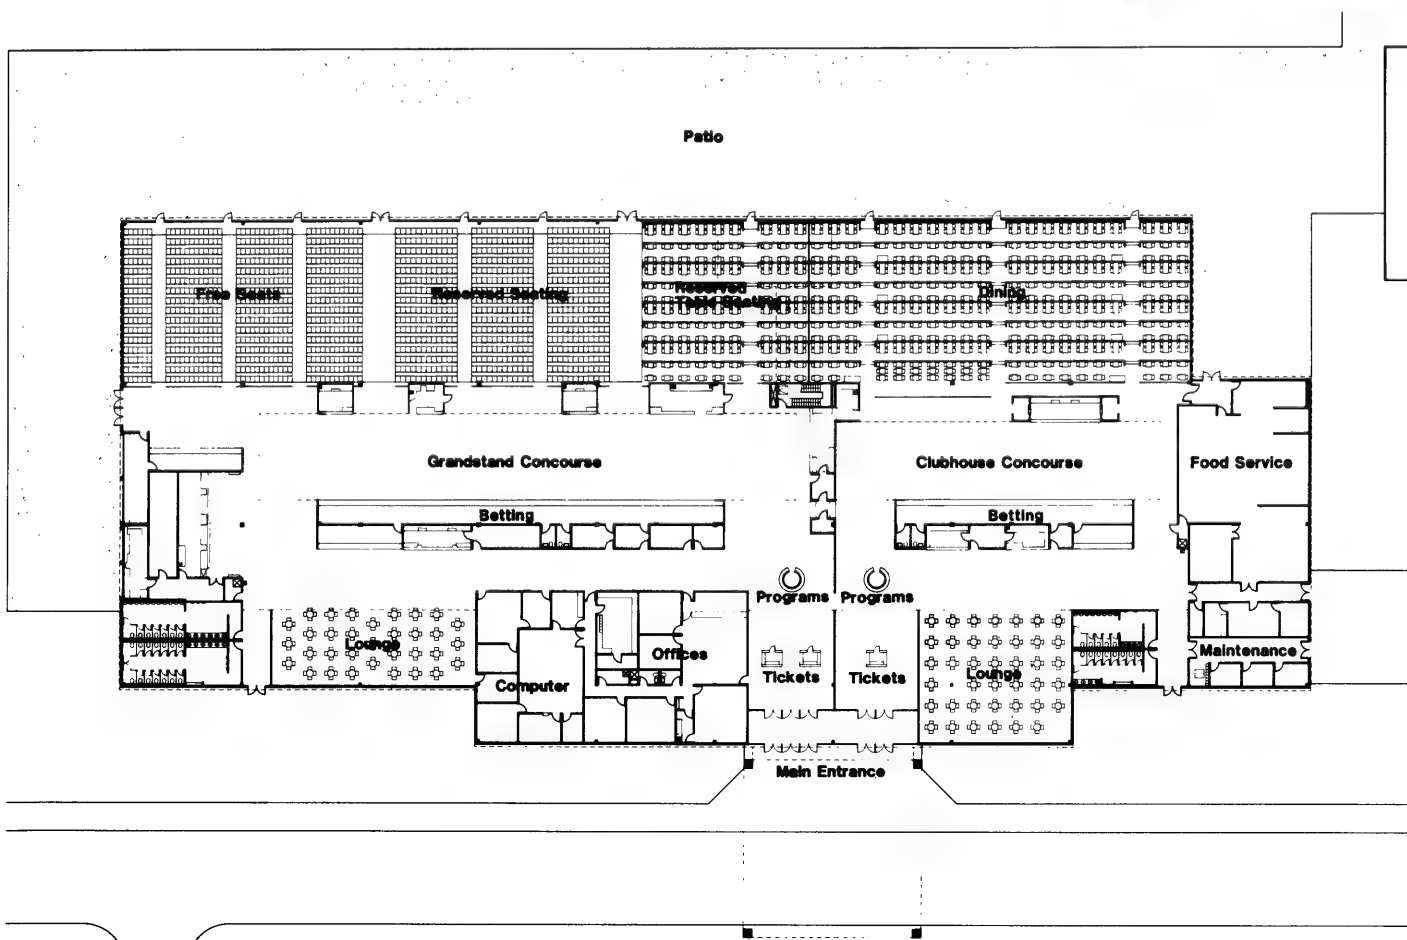 Patio
Free Seats
Reserved Seating
Reserved
Table Seating
Dining
Grandstand Concourse
Clubhouse Concourse
Food Service
Betting
Betting
Programs
Programs
Lounge
Offices
Maintenance
Computer
Tickets
Tickets
Lounge
Main Entrance